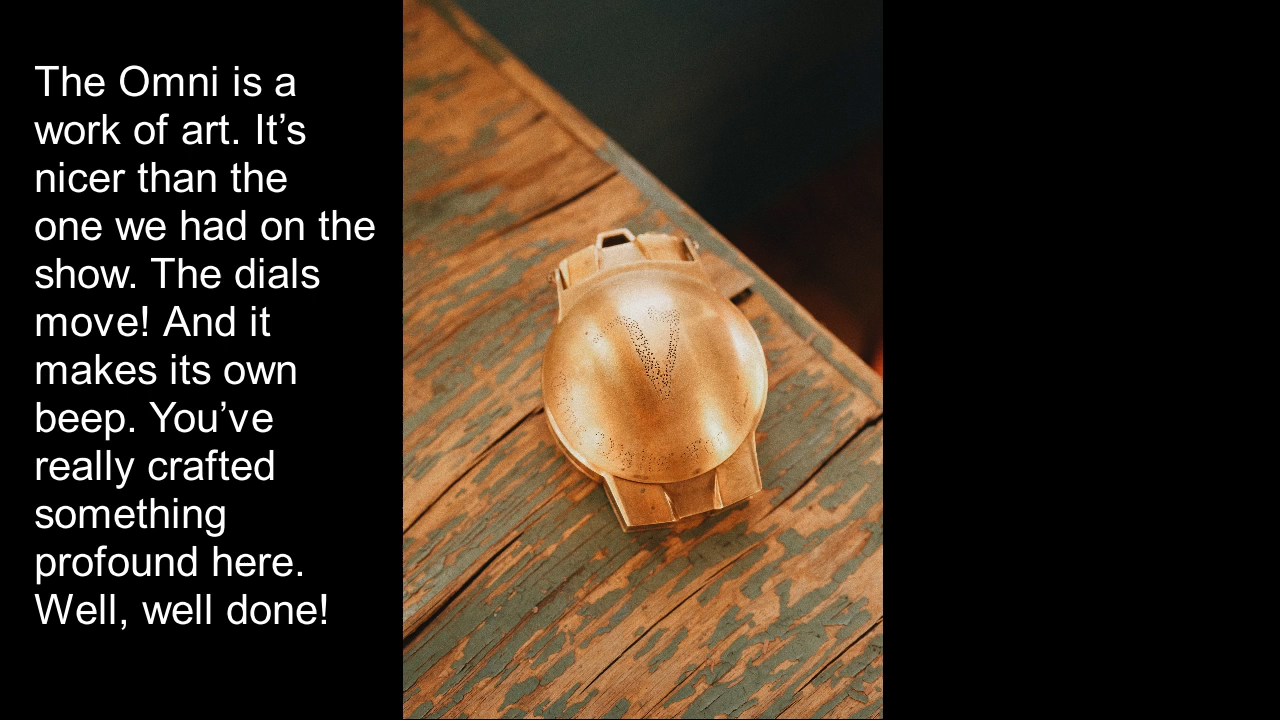 The Omni is a
work of art. It’s
nicer than the
one we had on the
show. The dials
move! And it
makes its own
beep. You’ve
really crafted
something
profound here.
Well, well done!